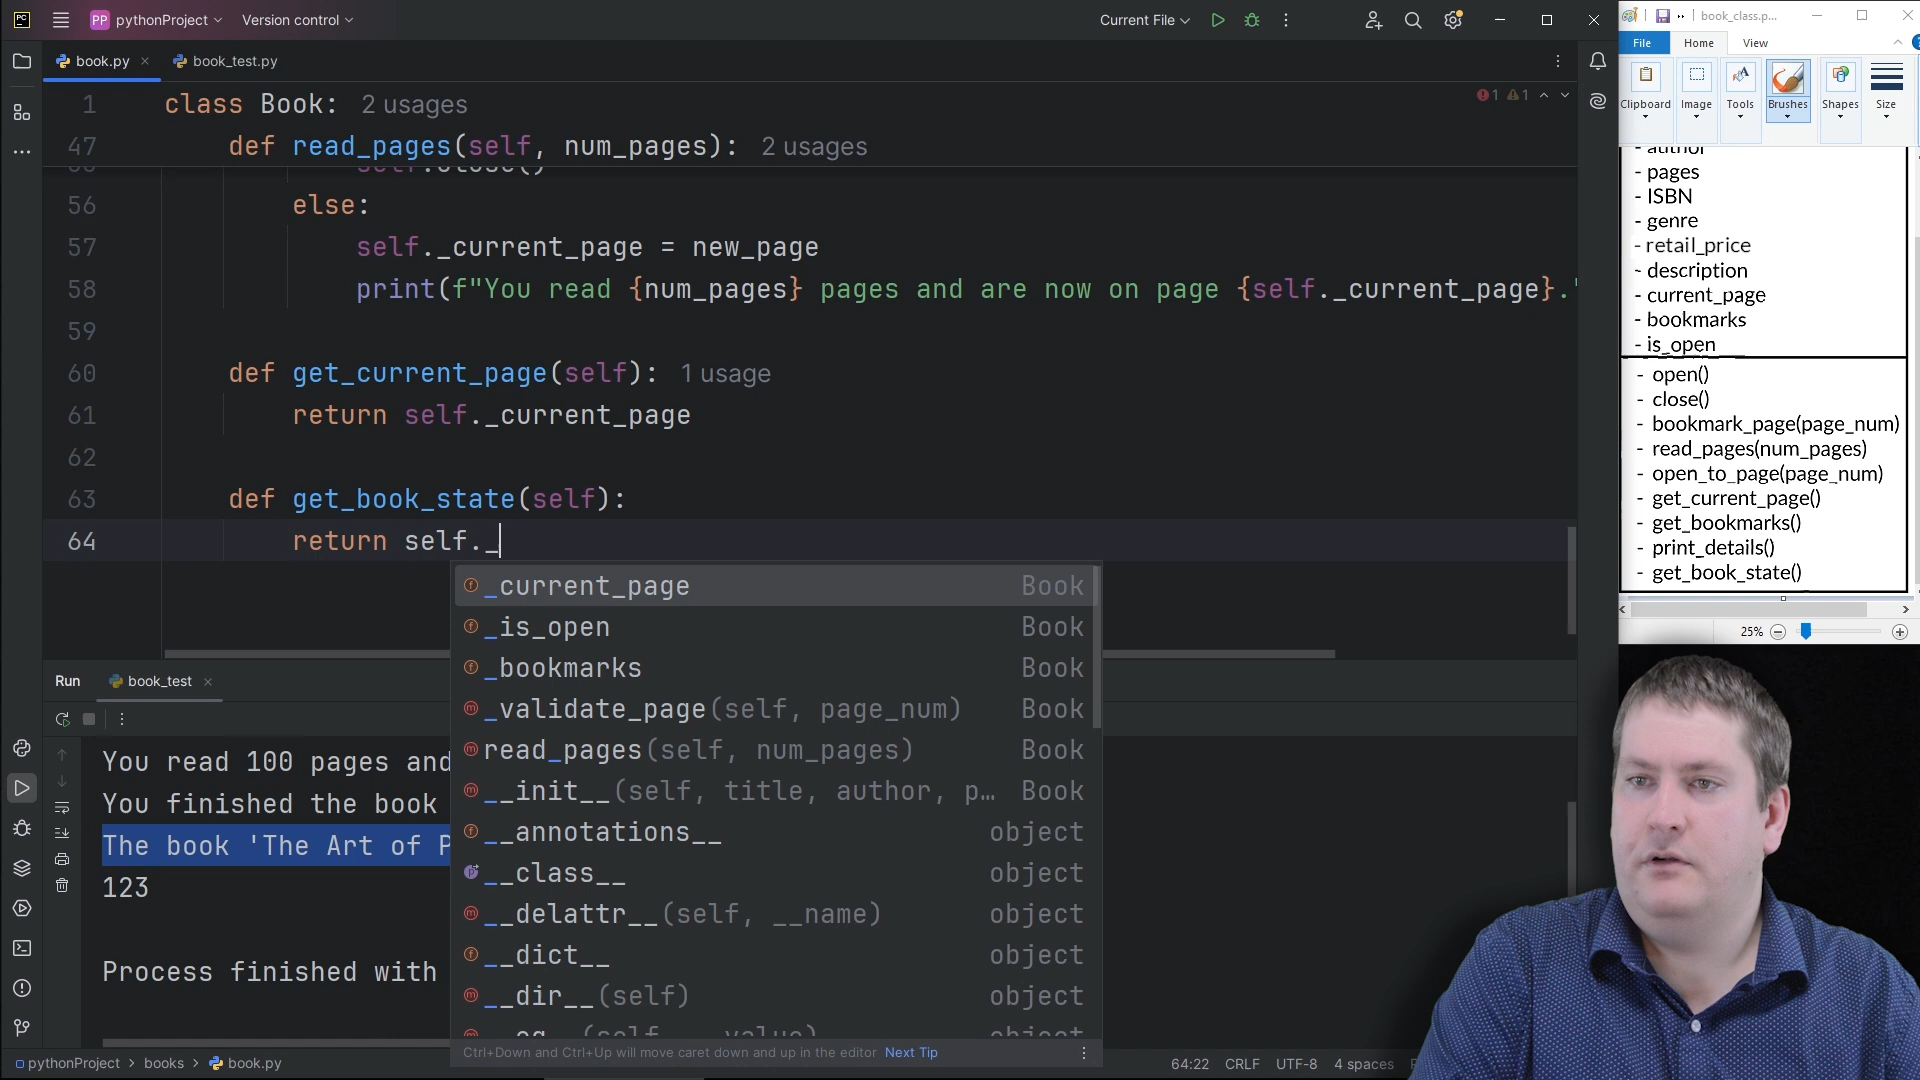 PC PP pythonProject Version control Current File
book.py book_test.py
1 class Book: 2 usages
1 1
47 def read_pages(self, num_pages): 2 usages
self.close()
56 else:
57 self._current_page = new_page
58 print(f"You read {num_pages} pages and are now on page {self._current_page}."
59
60 def get_current_page(self): 1 usage
61 return self._current_page
62
63 def get_book_state(self):
64 return self._
_current_page Book
_is_open Book
_bookmarks Book
_validate_page(self, page_num) Book
read_pages(self, num_pages) Book
__init__(self, title, author, p… Book
__annotations__ object
__class__ object
__delattr__(self, __name) object
__dict__ object
__dir__(self) object
Ctrl+Down and Ctrl+Up will move caret down and up in the editor Next Tip
Run book_test
You read 100 pages and
You finished the book
The book 'The Art of P
123
Process finished with
pythonProject > books > book.py
64:22 CRLF UTF-8 4 spaces
book_class.p...
File Home View
Clipboard Image Tools Brushes Shapes Size
- author
- pages
- ISBN
- genre
- retail_price
- description
- current_page
- bookmarks
- is_open
- open()
- close()
- bookmark_page(page_num)
- read_pages(num_pages)
- open_to_page(page_num)
- get_current_page()
- get_bookmarks()
- print_details()
- get_book_state()
25%